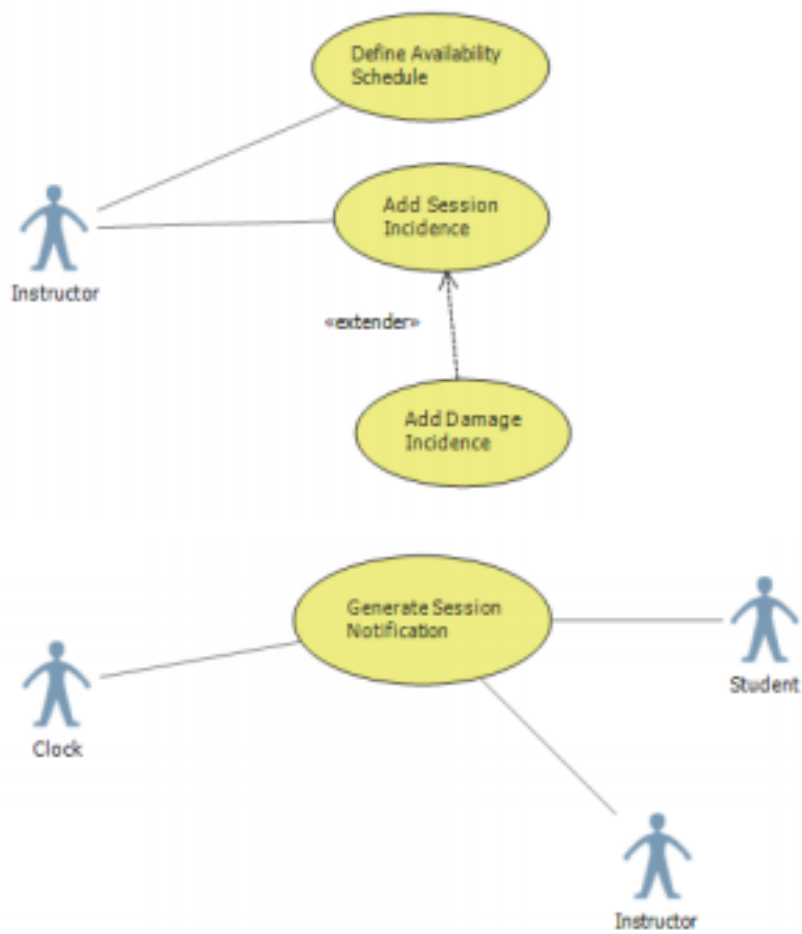 Define Availability
Schedule
Add Session
Incidence
Instructor
«extender»
Add Damage
Incidence
Generate Session
Notification
Student
Clock
Instructor